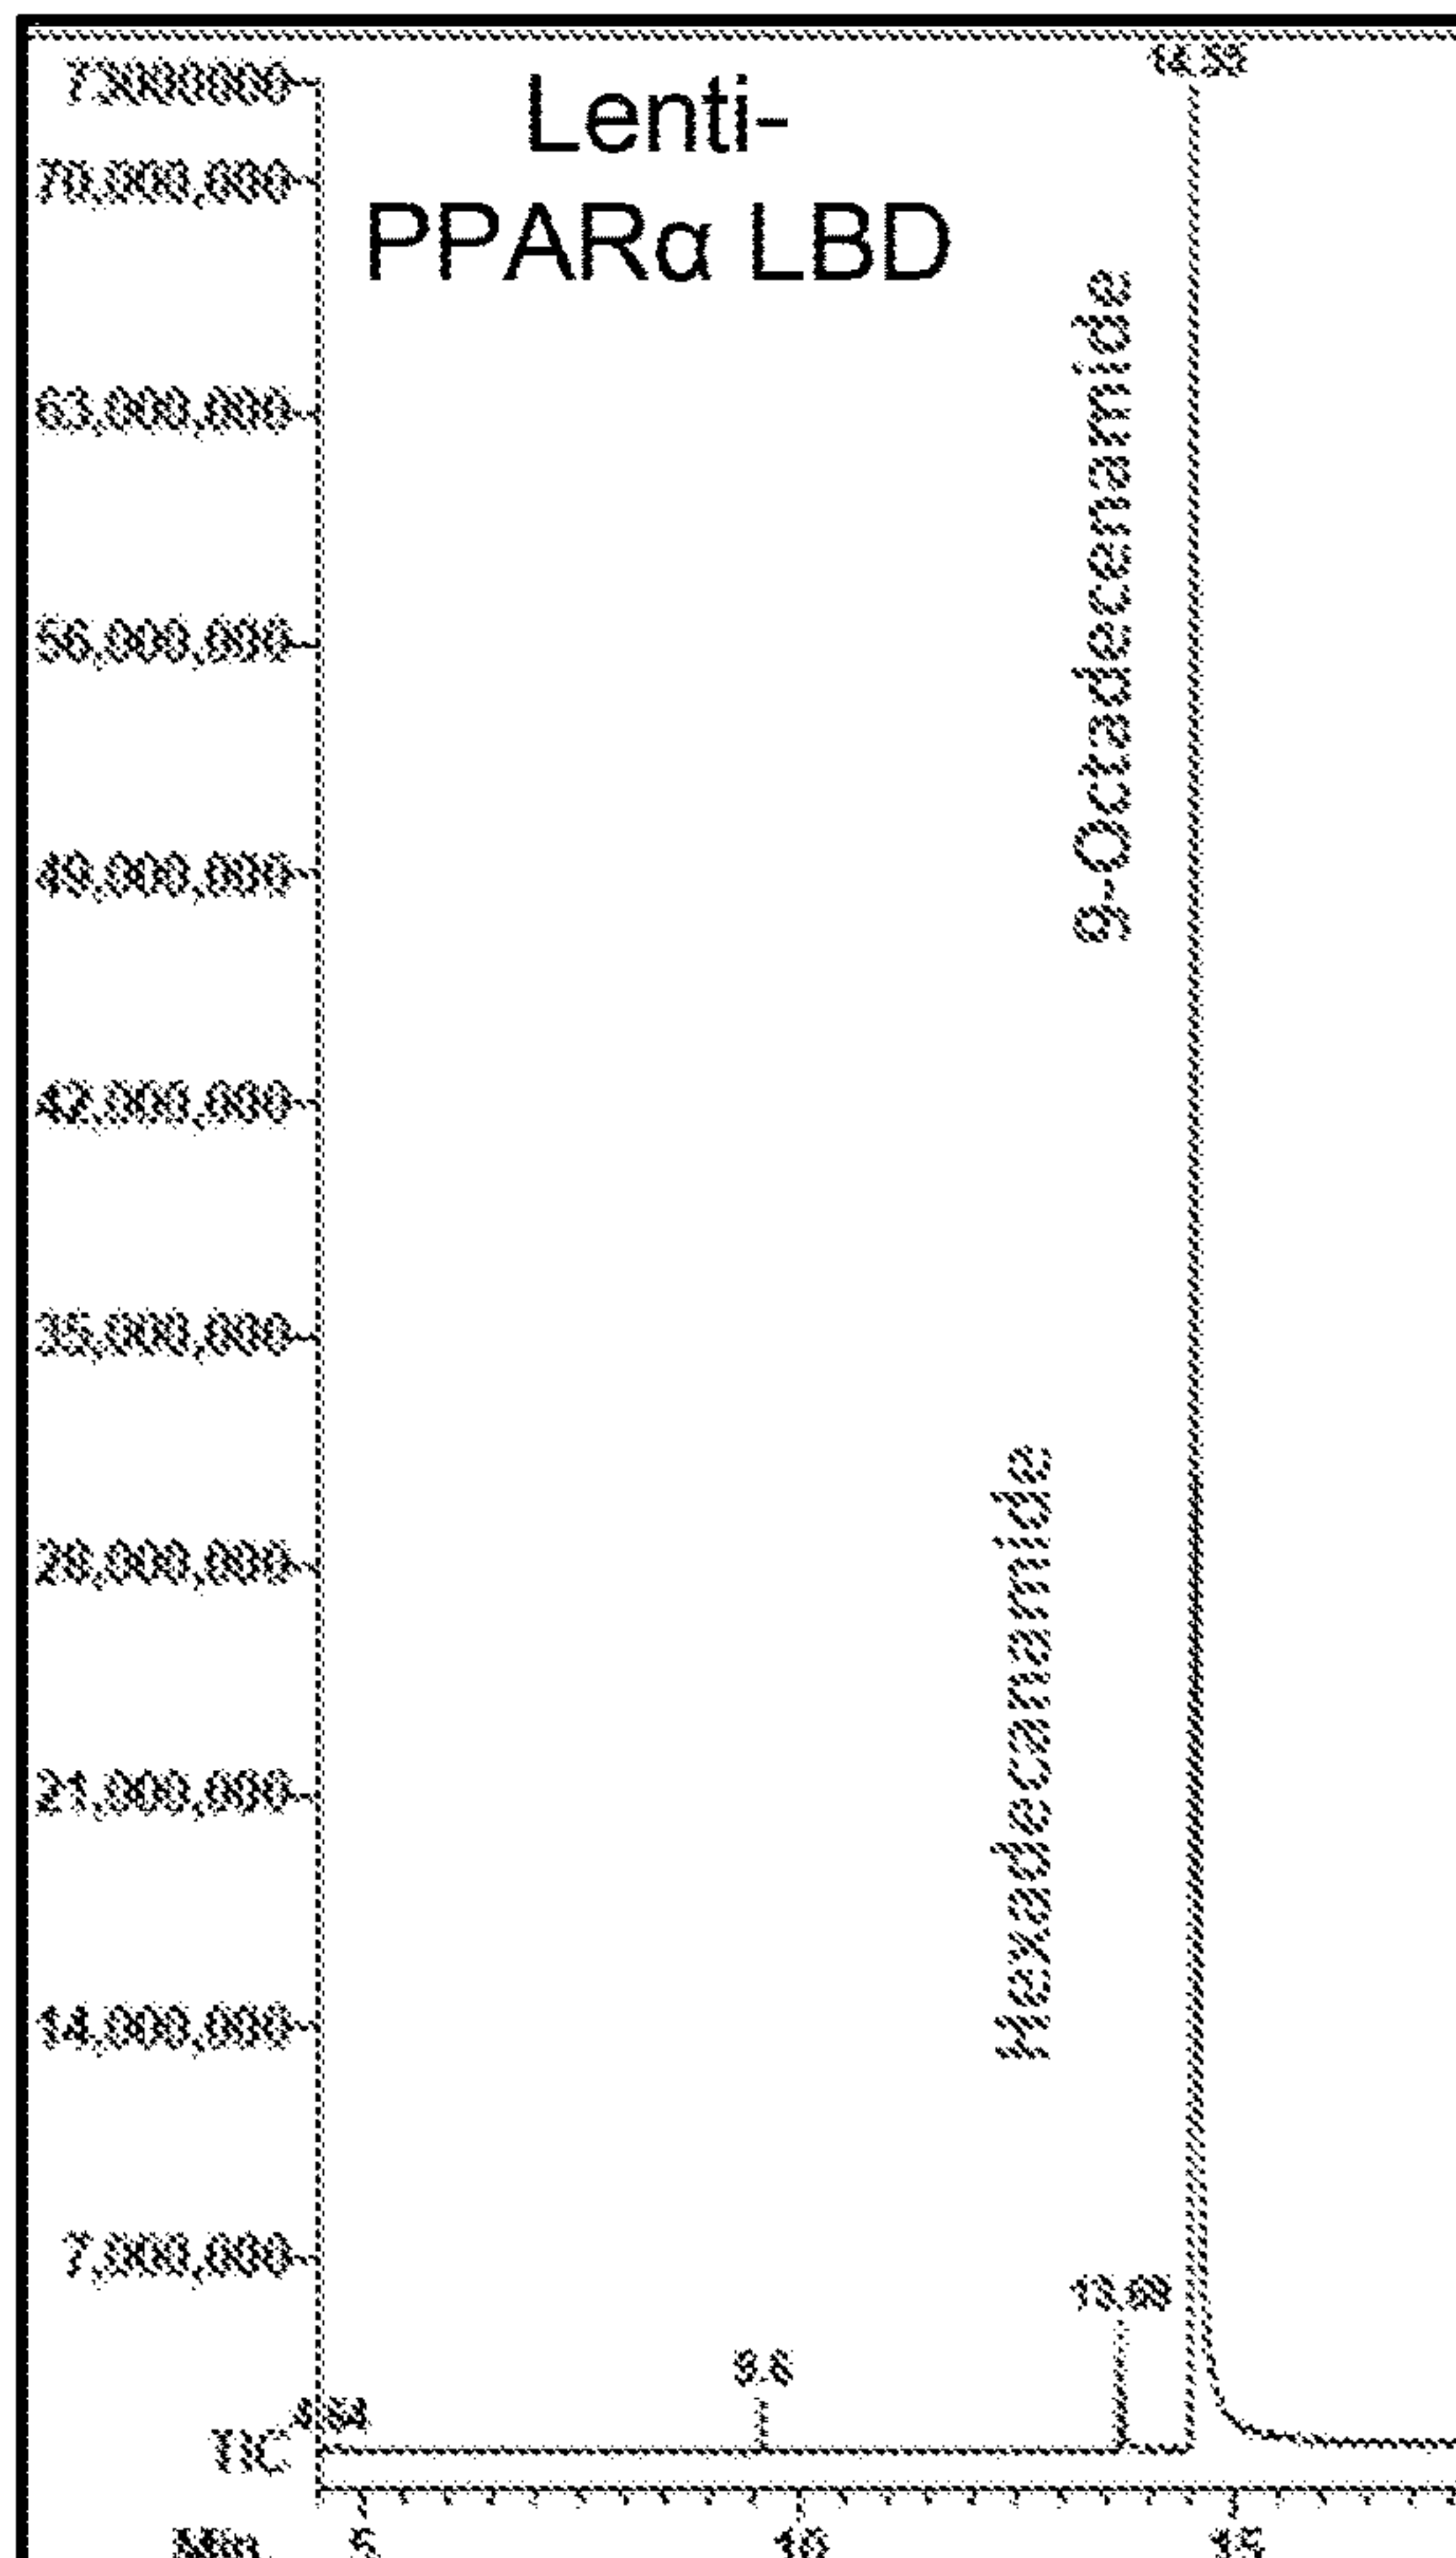 Lenti-
PPARα LBD
70,000,000
63,000,000
56,000,000
49,000,000
42,000,000
35,000,000
28,000,000
21,000,000
14,000,000
7,000,000
TIC
9-Octadecenamide
Hexadecanamide
Min.
5
10
15